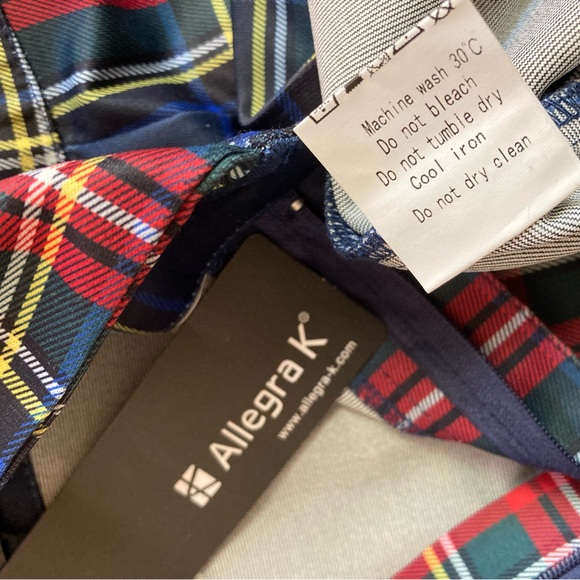 Machine wash 30°C
Do not bleach
Do not tumble dry
Cool iron
Do not dry clean
Allegra K®
www.allegra-k.com